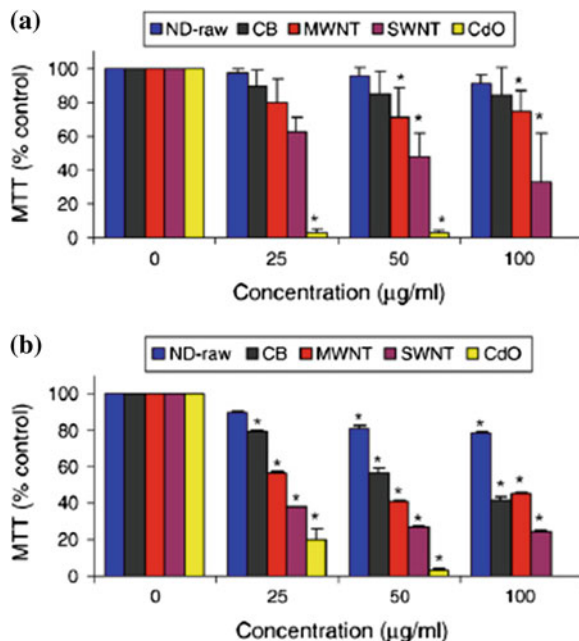 (a)
ND-raw CB MWNT SWNT CdO
MTT (% control)
100
80
60
40
20
0
* * * * * *
0 25 50 100
Concentration (μg/ml)
(b)
ND-raw CB MWNT SWNT CdO
MTT (% control)
100
80
60
40
20
0
* * * * * * * * * * * * *
0 25 50 100
Concentration (μg/ml)